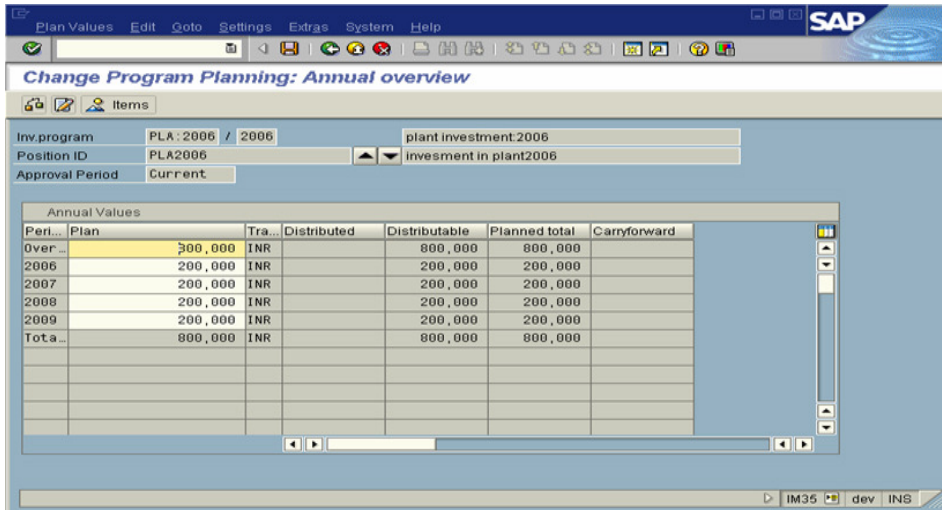 Plan Values Edit Goto Settings Extras System Help
SAP
Change Program Planning: Annual overview
Items
Inv.program PLA:2006 / 2006 plant investment:2006
Position ID PLA2006 invesment in plant2006
Approval Period Current
Annual Values
Peri... Plan Tra... Distributed Distributable Planned total Carryforward
Over... 800,000 INR 800,000 800,000
2006 200,000 INR 200,000 200,000
2007 200,000 INR 200,000 200,000
2008 200,000 INR 200,000 200,000
2009 200,000 INR 200,000 200,000
Tota... 800,000 INR 800,000 800,000
IM35 dev INS